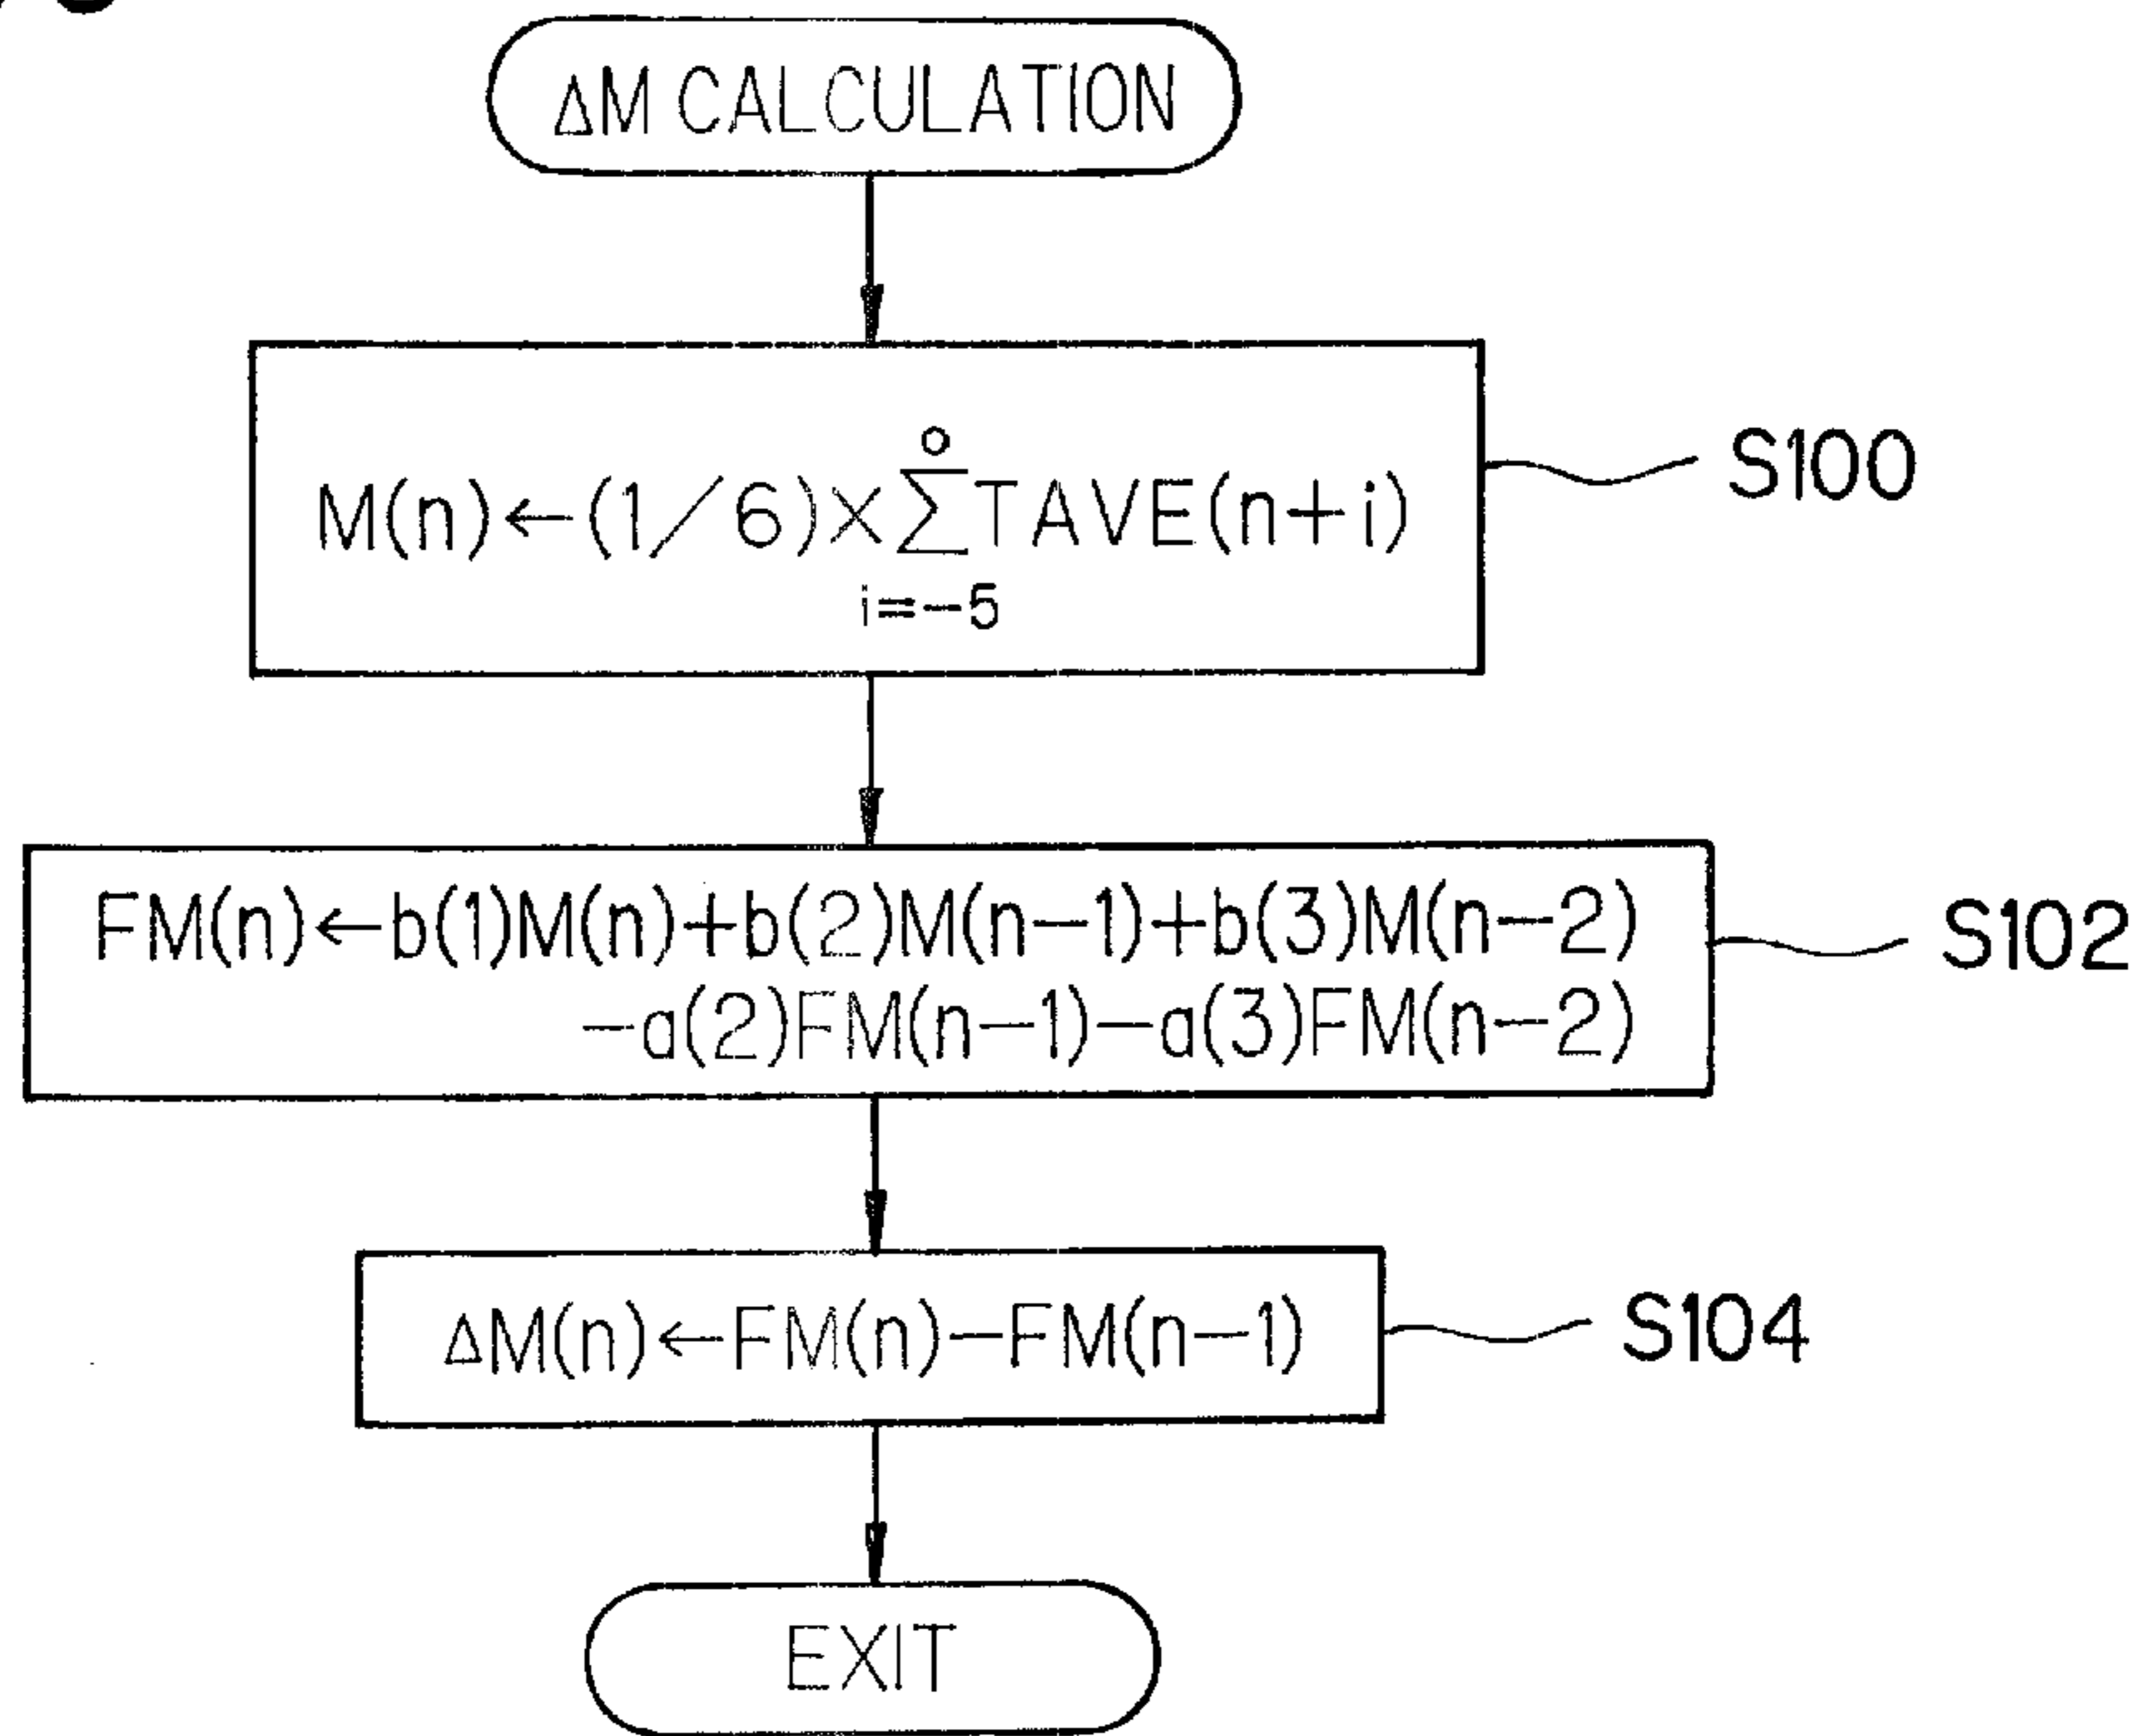 ΔM CALCULATION
M(n)←(1/6)×∑TAVE(n+i)
0
i=-5
S100
FM(n)←b(1)M(n)+b(2)M(n-1)+b(3)M(n-2)
-a(2)FM(n-1)-a(3)FM(n-2)
S102
ΔM(n)←FM(n)-FM(n-1)
S104
EXIT